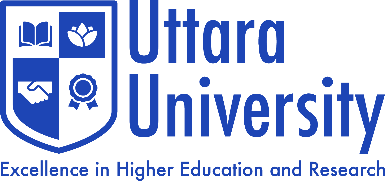 Uttara
University
Excellence in Higher Education and Research